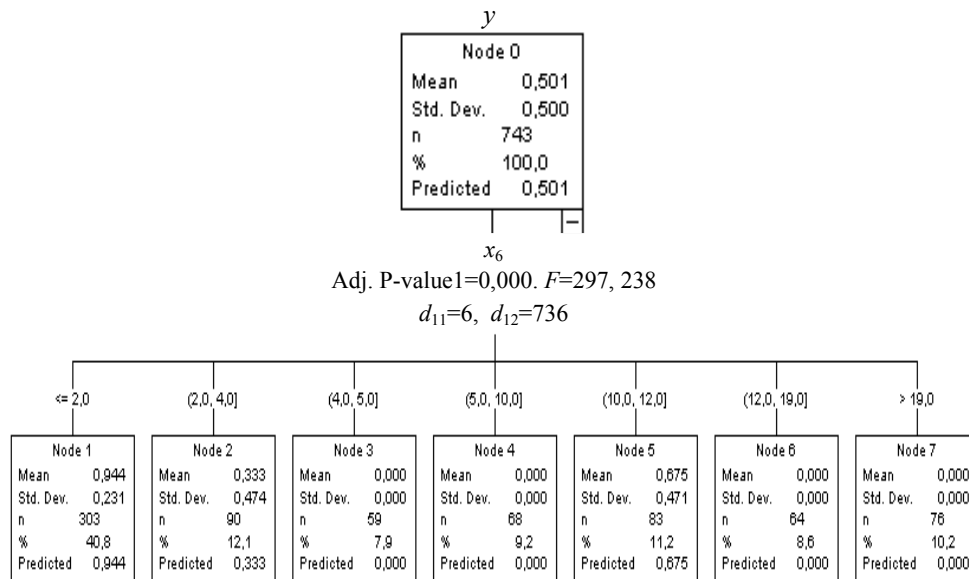 y
Node 0
Mean 0,501
Std. Dev. 0,500
n 743
% 100,0
Predicted 0,501
x6
Adj. P-value1=0,000. F=297, 238
d11=6, d12=736
<= 2,0 (2,0, 4,0] (4,0, 5,0] (5,0, 10,0] (10,0, 12,0] (12,0, 19,0] > 19,0
Node 1
Mean 0,944
Std. Dev. 0,231
n 303
% 40,8
Predicted 0,944
Node 2
Mean 0,333
Std. Dev. 0,474
n 90
% 12,1
Predicted 0,333
Node 3
Mean 0,000
Std. Dev. 0,000
n 59
% 7,9
Predicted 0,000
Node 4
Mean 0,000
Std. Dev. 0,000
n 68
% 9,2
Predicted 0,000
Node 5
Mean 0,675
Std. Dev. 0,471
n 83
% 11,2
Predicted 0,675
Node 6
Mean 0,000
Std. Dev. 0,000
n 64
% 8,6
Predicted 0,000
Node 7
Mean 0,000
Std. Dev. 0,000
n 76
% 10,2
Predicted 0,000